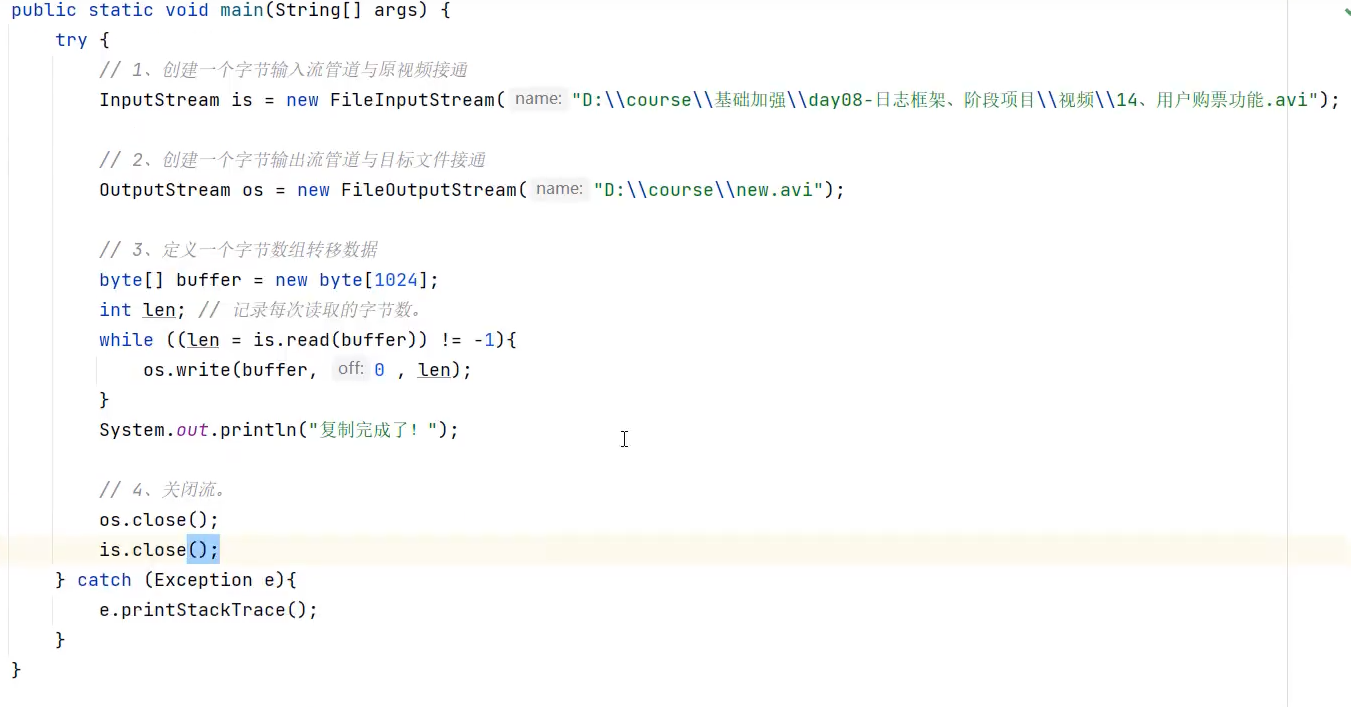 public static void main(String[] args) {
try {
// 1、创建一个字节输入流管道与原视频接通
InputStream is = new FileInputStream( name: "D:\\course\\基础加强\\day08-日志框架、阶段项目\\视频\\14、用户购票功能.avi");
// 2、创建一个字节输出流管道与目标文件接通
OutputStream os = new FileOutputStream( name: "D:\\course\\new.avi");
// 3、定义一个字节数组转移数据
byte[] buffer = new byte[1024];
int len; // 记录每次读取的字节数。
while ((len = is.read(buffer)) != -1){
os.write(buffer, off: 0 , len);
}
System.out.println("复制完成了！");
// 4、关闭流。
os.close();
is.close();
} catch (Exception e){
e.printStackTrace();
}
}